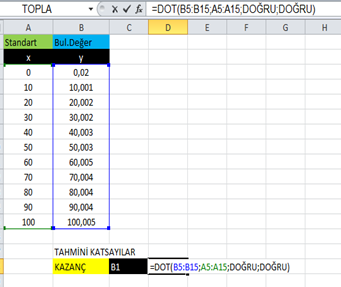 TOPLA =DOT(B5:B15;A5:A15;DOĞRU;DOĞRU)
A B C D E F G H
Standart Bul.Değer
x y
0 0,02
10 10,001
20 20,002
30 30,002
40 40,003
50 50,003
60 60,005
70 70,004
80 80,004
90 90,004
100 100,005
TAHMİNİ KATSAYILAR
KAZANÇ B1 =DOT(B5:B15;A5:A15;DOĞRU;DOĞRU)